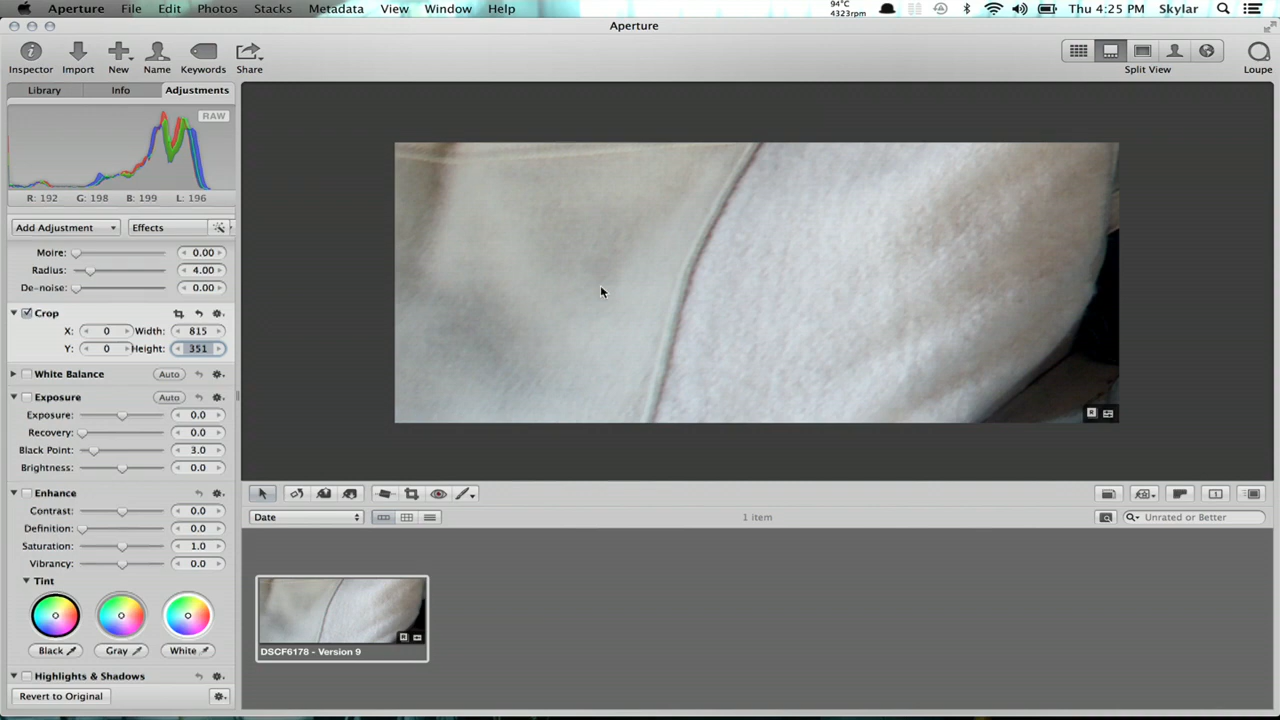 Aperture File Edit Photos Stacks Metadata View Window Help 94°C 4323rpm Thu 4:25 PM Skylar
Aperture
Inspector Import New Name Keywords Share Split View Loupe
Library Info Adjustments
RAW
R: 192 G: 198 B: 199 L: 196
Add Adjustment Effects
Moire: 0.00
Radius: 4.00
De-noise: 0.00
Crop
X: 0 Width: 815
Y: 0 Height: 351
White Balance Auto
Exposure Auto
Exposure: 0.0
Recovery: 0.0
Black Point: 3.0
Brightness: 0.0
Enhance
Contrast: 0.0
Definition: 0.0
Saturation: 1.0
Vibrancy: 0.0
Tint
Black Gray White
Highlights & Shadows
Revert to Original
Date 1 item Unrated or Better
DSCF6178 - Version 9